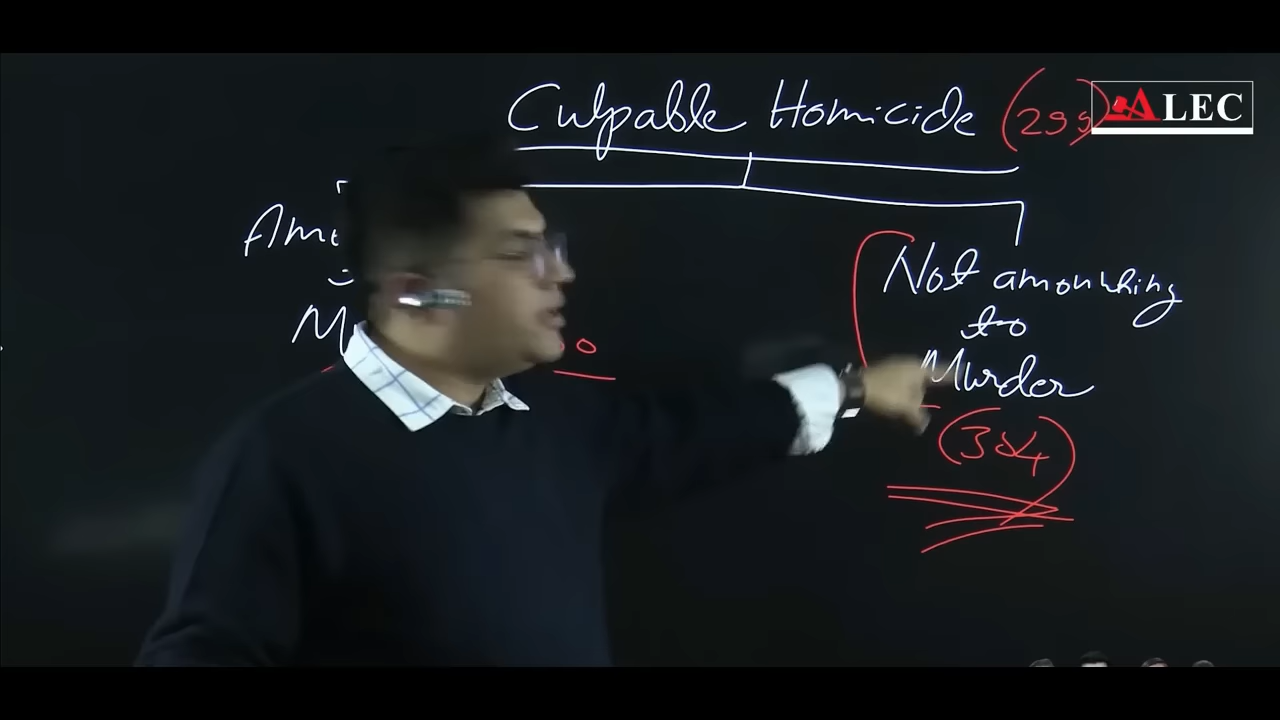 Culpable Homicide (299)
ALEC
Not amounting
to
Murder
(304)